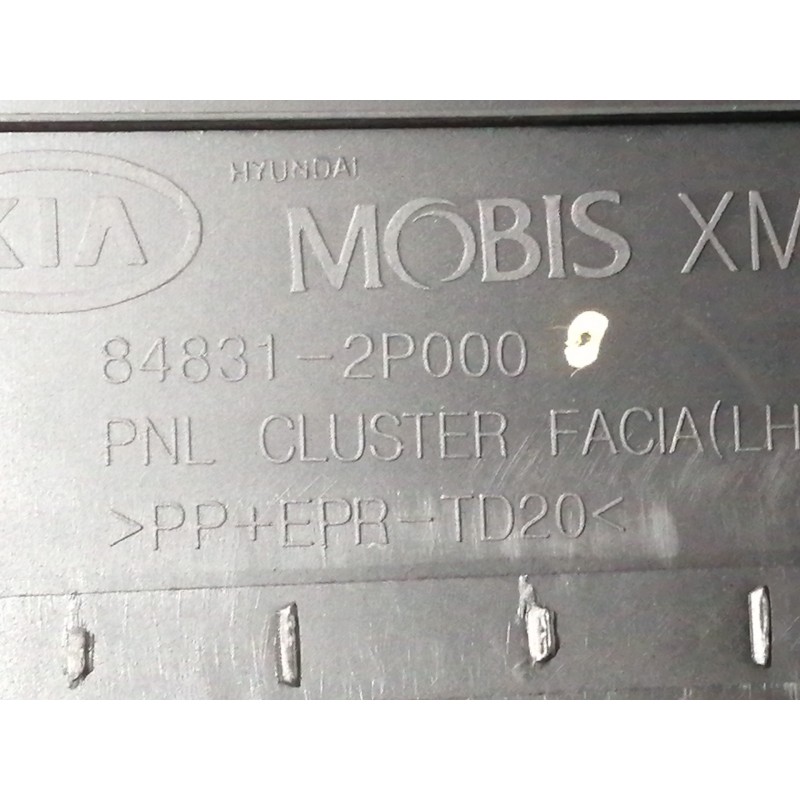 KIA
HYUNDAI
MOBIS XM
84831-2P000
PNL CLUSTER FACIA(LH
>PP+EPR-TD20<